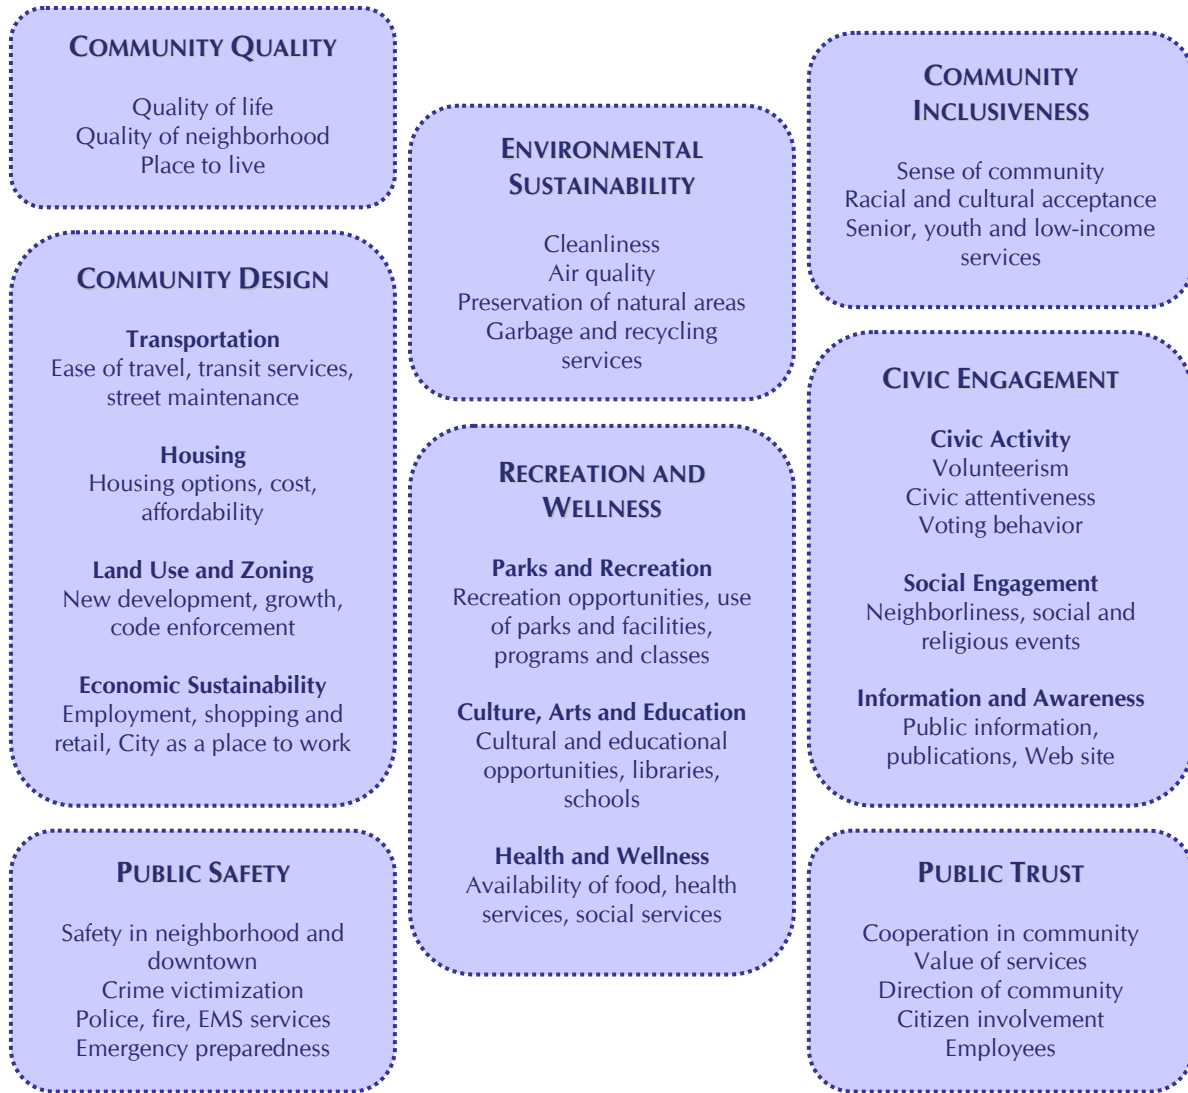 COMMUNITY QUALITY
Quality of life
Quality of neighborhood
Place to live
COMMUNITY DESIGN
Transportation
Ease of travel, transit services,
street maintenance
Housing
Housing options, cost,
affordability
Land Use and Zoning
New development, growth,
code enforcement
Economic Sustainability
Employment, shopping and
retail, City as a place to work
PUBLIC SAFETY
Safety in neighborhood and
downtown
Crime victimization
Police, fire, EMS services
Emergency preparedness
ENVIRONMENTAL
SUSTAINABILITY
Cleanliness
Air quality
Preservation of natural areas
Garbage and recycling
services
RECREATION AND
WELLNESS
Parks and Recreation
Recreation opportunities, use
of parks and facilities,
programs and classes
Culture, Arts and Education
Cultural and educational
opportunities, libraries,
schools
Health and Wellness
Availability of food, health
services, social services
COMMUNITY
INCLUSIVENESS
Sense of community
Racial and cultural acceptance
Senior, youth and low-income
services
CIVIC ENGAGEMENT
Civic Activity
Volunteerism
Civic attentiveness
Voting behavior
Social Engagement
Neighborliness, social and
religious events
Information and Awareness
Public information,
publications, Web site
PUBLIC TRUST
Cooperation in community
Value of services
Direction of community
Citizen involvement
Employees